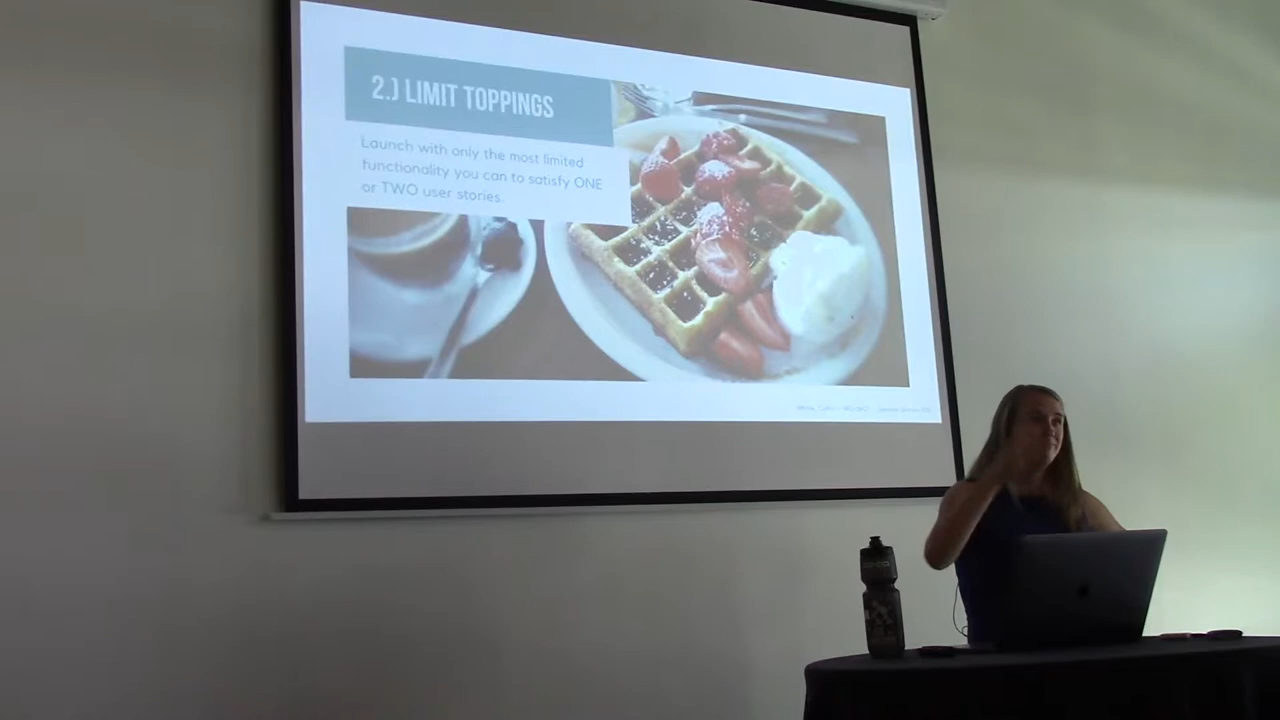 2.) LIMIT TOPPINGS
Launch with only the most limited
functionality you can to satisfy ONE
or TWO user stories.